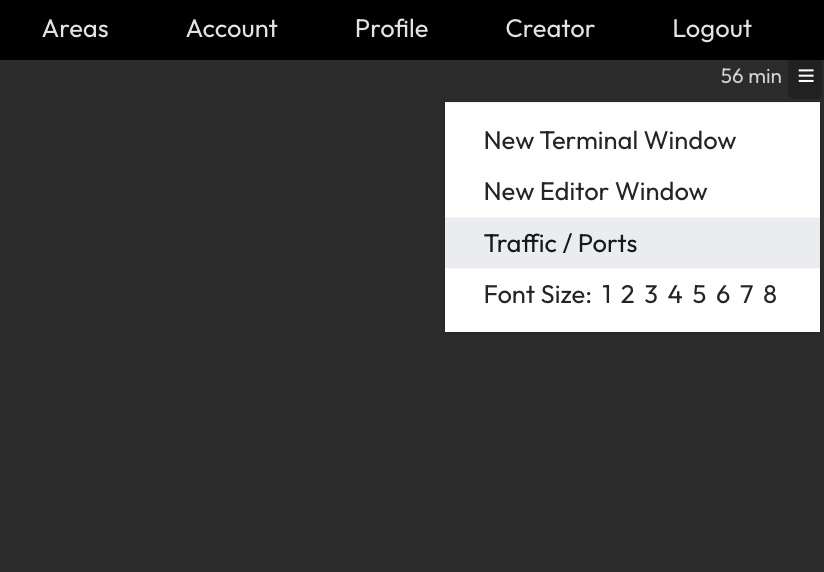 Areas Account Profile Creator Logout
56 min
New Terminal Window
New Editor Window
Traffic / Ports
Font Size: 1 2 3 4 5 6 7 8